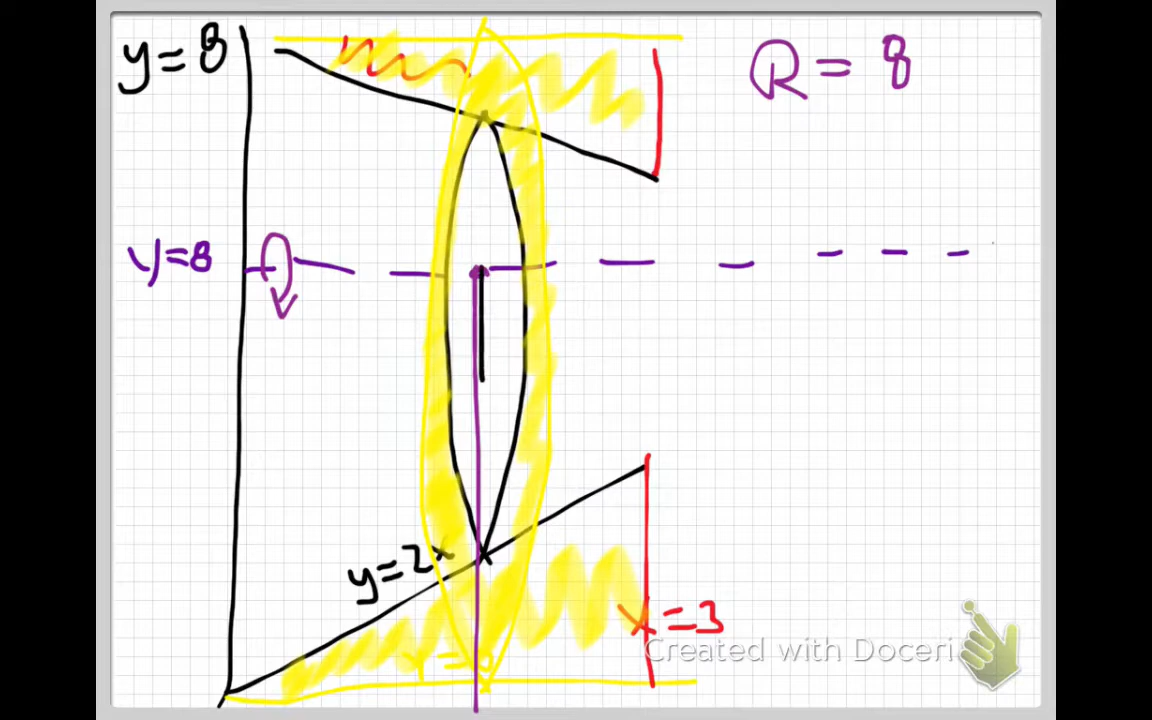 y = 8
R = 8
y = 8
y = 2x
x = 3
Created with Doceri